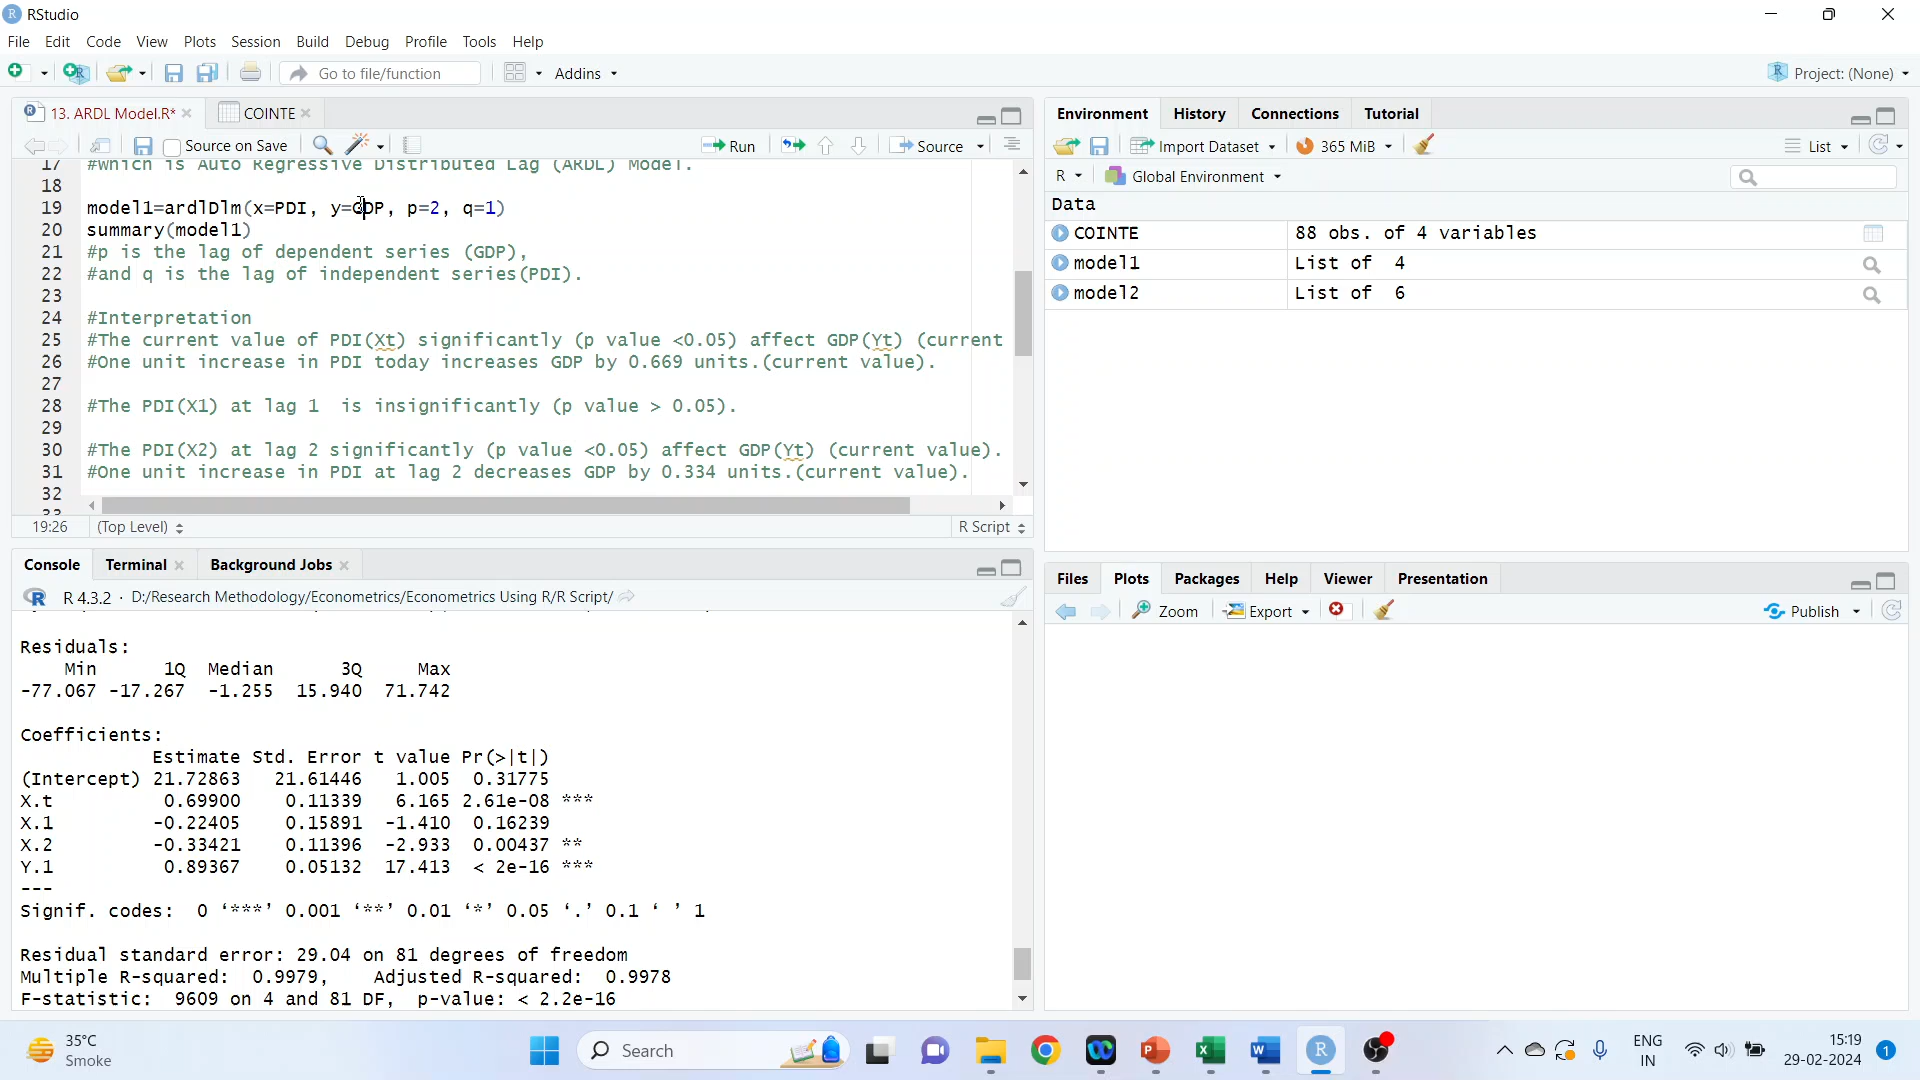 RStudio
File Edit Code View Plots Session Build Debug Profile Tools Help
Go to file/function Addins Project: (None)
13. ARDL Model.R* COINTE
Source on Save Run Source
17 #which is Auto Regressive Distributed Lag (ARDL) Model.
18
19 model1=ardlDlm(x=PDI, y=GDP, p=2, q=1)
20 summary(model1)
21 #p is the lag of dependent series (GDP),
22 #and q is the lag of independent series(PDI).
23
24 #Interpretation
25 #The current value of PDI(Xt) significantly (p value <0.05) affect GDP(Yt) (current
26 #One unit increase in PDI today increases GDP by 0.669 units.(current value).
27
28 #The PDI(X1) at lag 1 is insignificantly (p value > 0.05).
29
30 #The PDI(X2) at lag 2 significantly (p value <0.05) affect GDP(Yt) (current value).
31 #One unit increase in PDI at lag 2 decreases GDP by 0.334 units.(current value).
32
33
19:26 (Top Level) R Script
Console Terminal Background Jobs
R 4.3.2 · D:/Research Methodology/Econometrics/Econometrics Using R/R Script/
Residuals:
Min 1Q Median 3Q Max
-77.067 -17.267 -1.255 15.940 71.742
Coefficients:
Estimate Std. Error t value Pr(>|t|)
(Intercept) 21.72863 21.61446 1.005 0.31775
X.t 0.69900 0.11339 6.165 2.61e-08 ***
X.1 -0.22405 0.15891 -1.410 0.16239
X.2 -0.33421 0.11396 -2.933 0.00437 **
Y.1 0.89367 0.05132 17.413 < 2e-16 ***
---
Signif. codes: 0 ‘***’ 0.001 ‘**’ 0.01 ‘*’ 0.05 ‘.’ 0.1 ‘ ’ 1
Residual standard error: 29.04 on 81 degrees of freedom
Multiple R-squared: 0.9979, Adjusted R-squared: 0.9978
F-statistic: 9609 on 4 and 81 DF, p-value: < 2.2e-16
Environment History Connections Tutorial
Import Dataset 365 MiB List
R Global Environment
Data
COINTE 88 obs. of 4 variables
model1 List of 4
model2 List of 6
Files Plots Packages Help Viewer Presentation
Zoom Export Publish
35°C
Smoke
Search
ENG
IN
15:19
29-02-2024
1